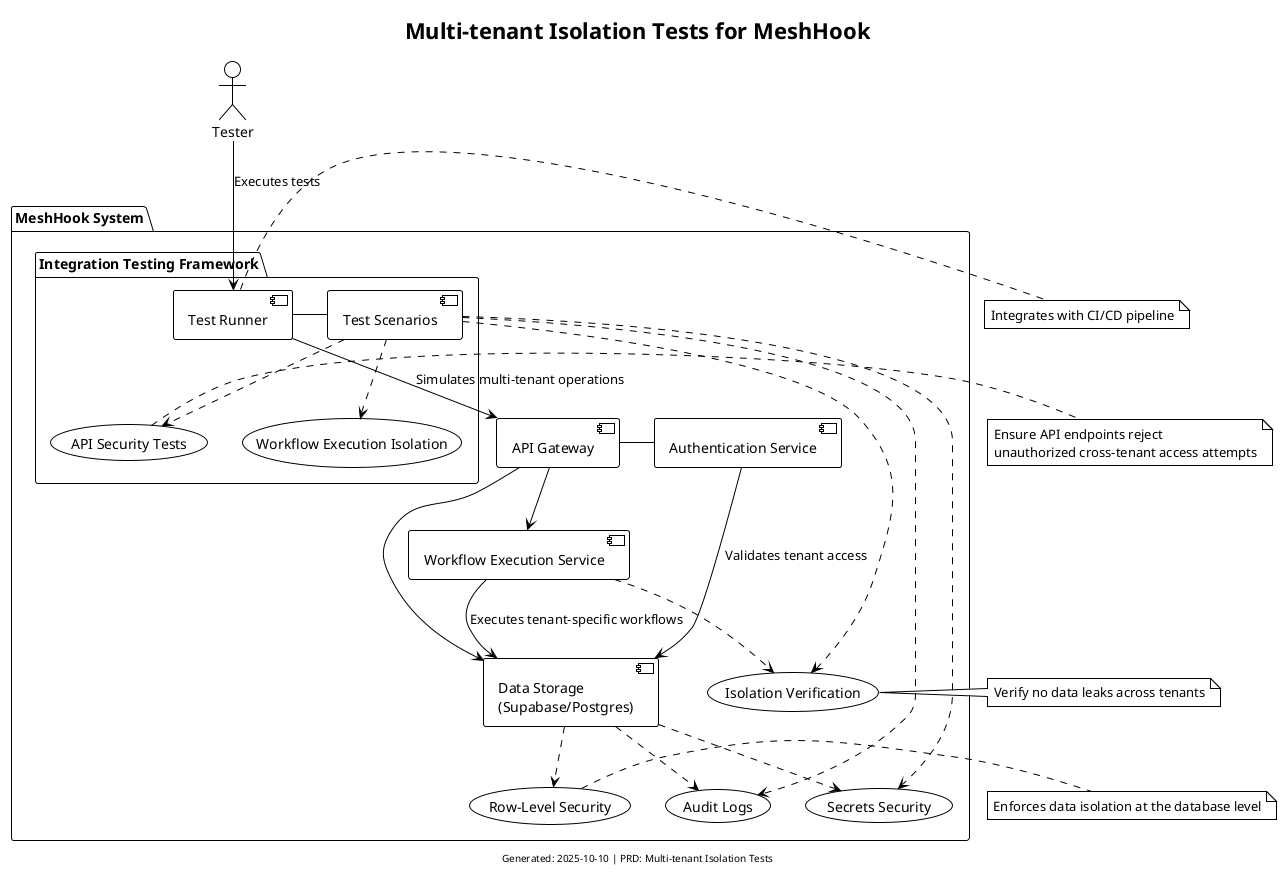 Multi-tenant Isolation Tests for MeshHook
Tester
Executes tests
MeshHook System
Integration Testing Framework
Test Runner
Test Scenarios
Integrates with CI/CD pipeline
Simulates multi-tenant operations
API Security Tests
Workflow Execution Isolation
API Gateway
Authentication Service
Ensure API endpoints reject
unauthorized cross-tenant access attempts
Workflow Execution Service
Validates tenant access
Executes tenant-specific workflows
Data Storage
(Supabase/Postgres)
Isolation Verification
Verify no data leaks across tenants
Row-Level Security
Audit Logs
Secrets Security
Enforces data isolation at the database level
Generated: 2025-10-10 | PRD: Multi-tenant Isolation Tests